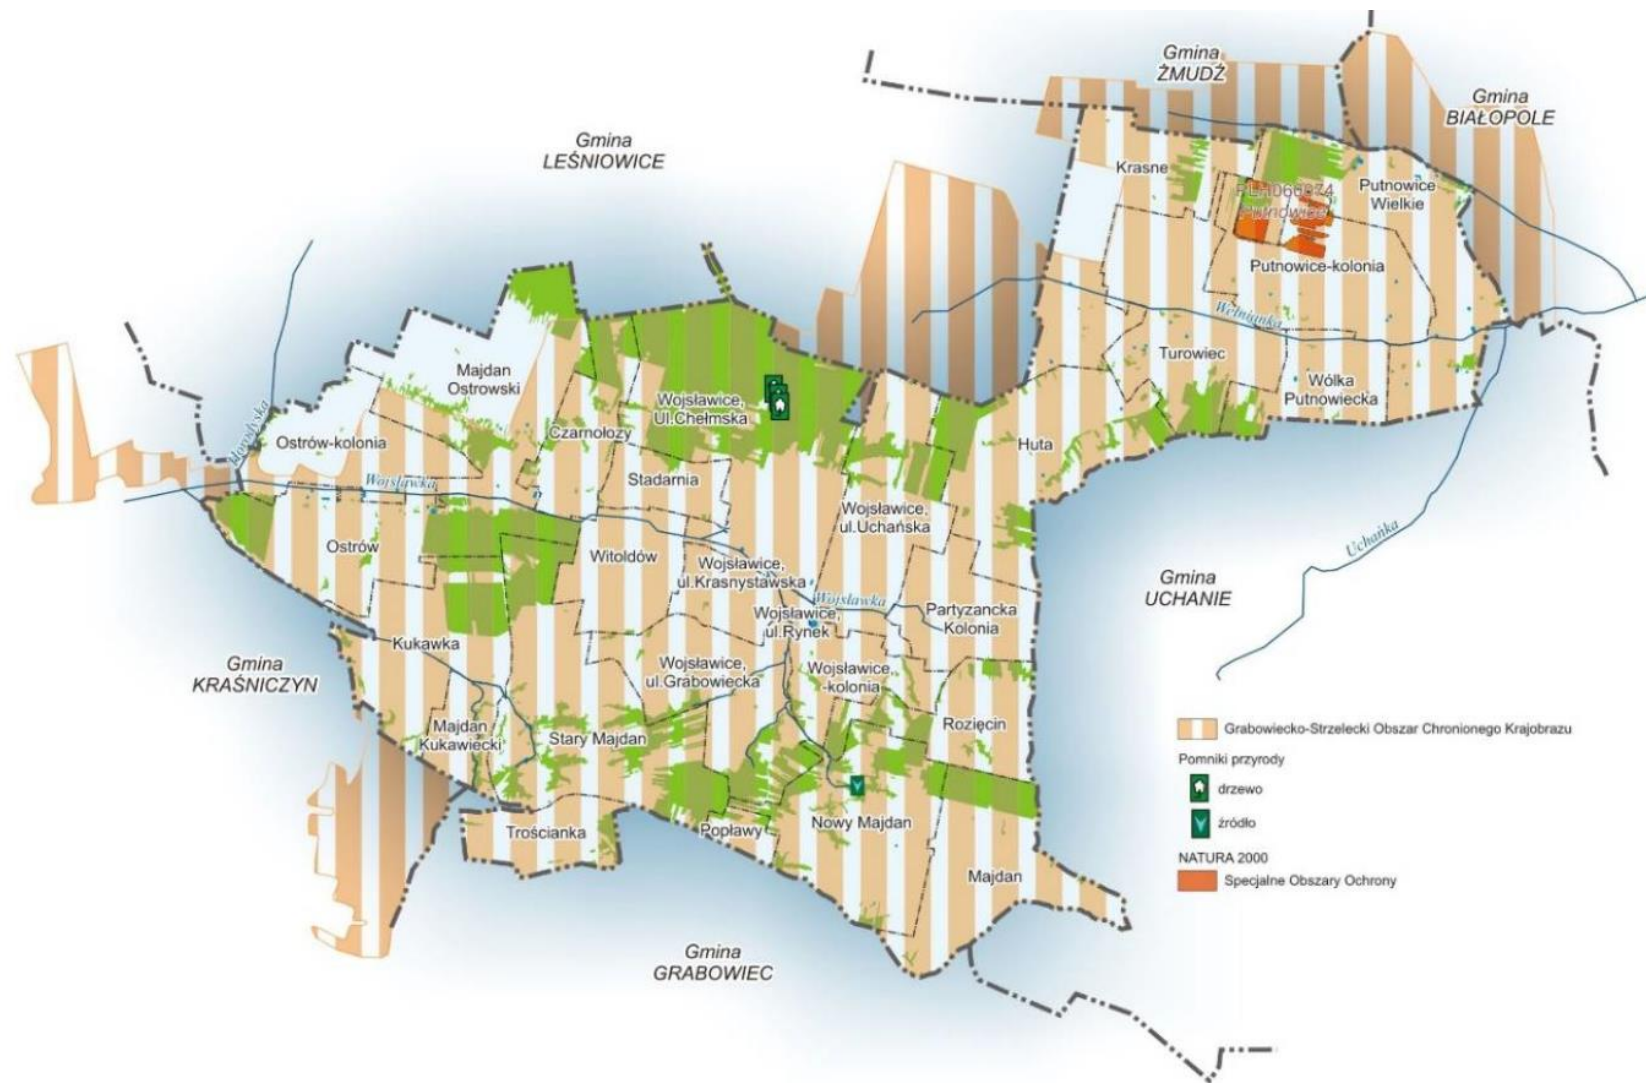 Gmina
ŻMUDŹ
Gmina
BIAŁOPOLE
Gmina
LEŚNIOWICE
Krasne
PLH060074
Putnowice
Putnowice
Wielkie
Putnowice-kolonia
Wełnianka
Turowiec
Wólka
Putnowiecka
Majdan
Ostrowski
Wojsławice,
Ul.Chełmska
Czarnołozy
Ostrów-kolonia
Huta
Wojsławka
Stadarnia
Wojsławice,
ul.Uchańska
Uchańka
Ostrów
Witoldów
Wojsławice,
ul.Krasnystawska
Gmina
UCHANIE
Wojsławka
Wojsławice,
ul.Rynek
Partyzancka
Kolonia
Kukawka
Gmina
KRAŚNICZYN
Wojsławice,
ul.Grabowiecka
Wojsławice,
-kolonia
Majdan
Kukawiecki
Stary Majdan
Rozięcin
Trościanka
Popławy
Nowy Majdan
Majdan
Gmina
GRABOWIEC
Grabowiecko-Strzelecki Obszar Chronionego Krajobrazu
Pomniki przyrody
drzewo
źródło
NATURA 2000
Specjalne Obszary Ochrony